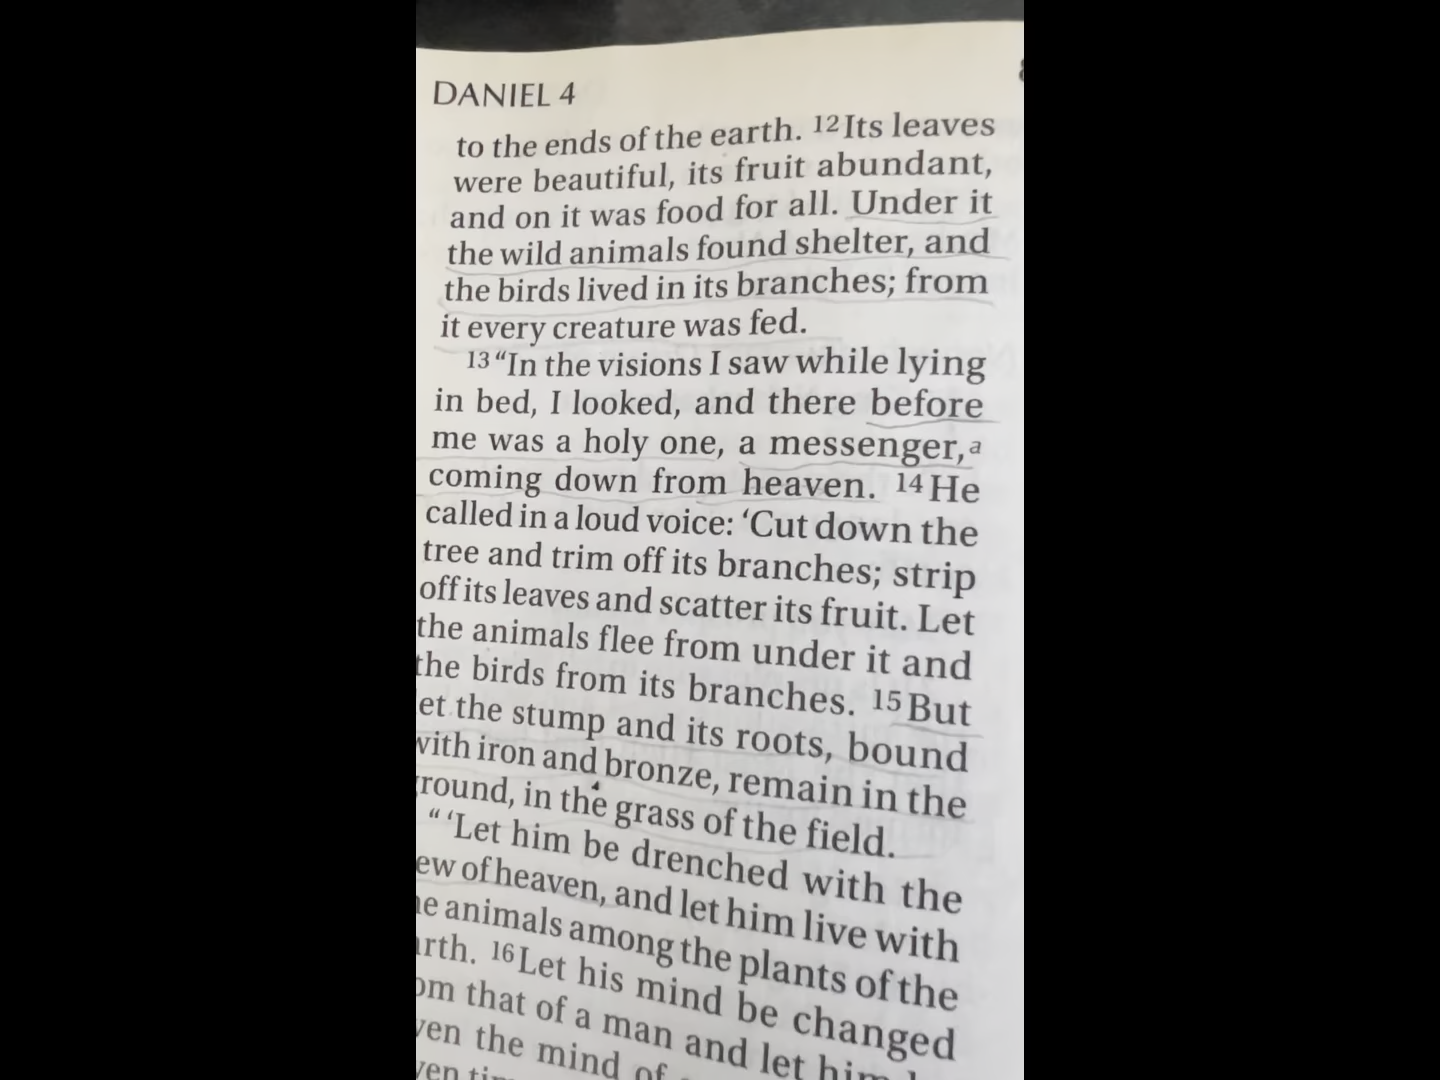 DANIEL 4
to the ends of the earth. 12 Its leaves
were beautiful, its fruit abundant,
and on it was food for all. Under it
the wild animals found shelter, and
the birds lived in its branches; from
it every creature was fed.
13 “In the visions I saw while lying
in bed, I looked, and there before
me was a holy one, a messenger,a
coming down from heaven. 14 He
called in a loud voice: ‘Cut down the
tree and trim off its branches; strip
off its leaves and scatter its fruit. Let
the animals flee from under it and
the birds from its branches. 15 But
et the stump and its roots, bound
with iron and bronze, remain in the
round, in the grass of the field.
“ ‘Let him be drenched with the
ew of heaven, and let him live with
he animals among the plants of the
arth. 16 Let his mind be changed
om that of a man and let him
ven the mind of
ven